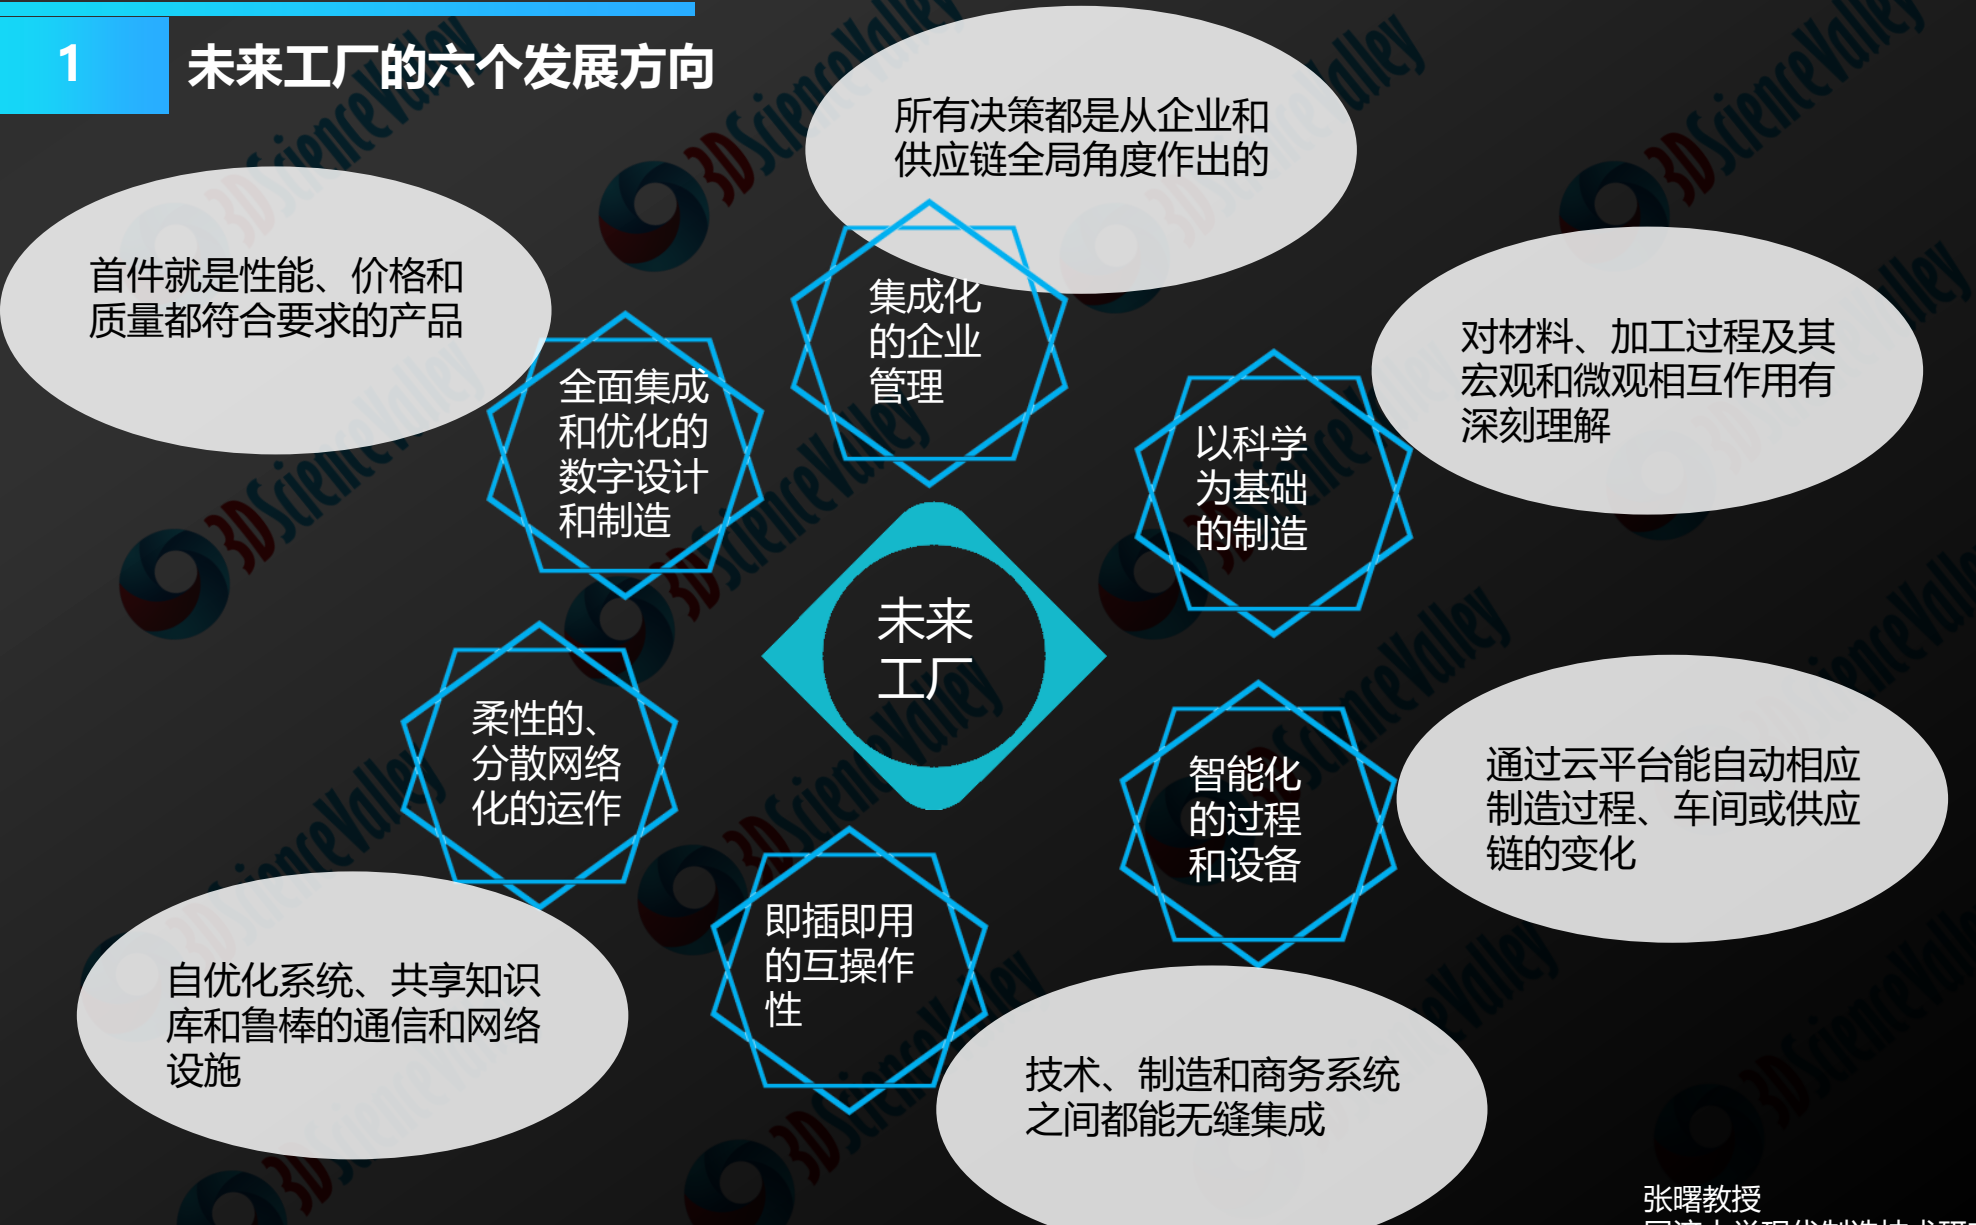 1
未来工厂的六个发展方向
所有决策都是从企业和
供应链全局角度作出的
首件就是性能、价格和
质量都符合要求的产品
集成化
的企业
管理
对材料、加工过程及其
宏观和微观相互作用有
深刻理解
全面集成
和优化的
数字设计
和制造
以科学
为基础
的制造
未来
工厂
柔性的、
分散网络
化的运作
智能化
的过程
和设备
通过云平台能自动相应
制造过程、车间或供应
链的变化
即插即用
的互操作
性
自优化系统、共享知识
库和鲁棒的通信和网络
设施
技术、制造和商务系统
之间都能无缝集成
张曙教授
3DScienceValley